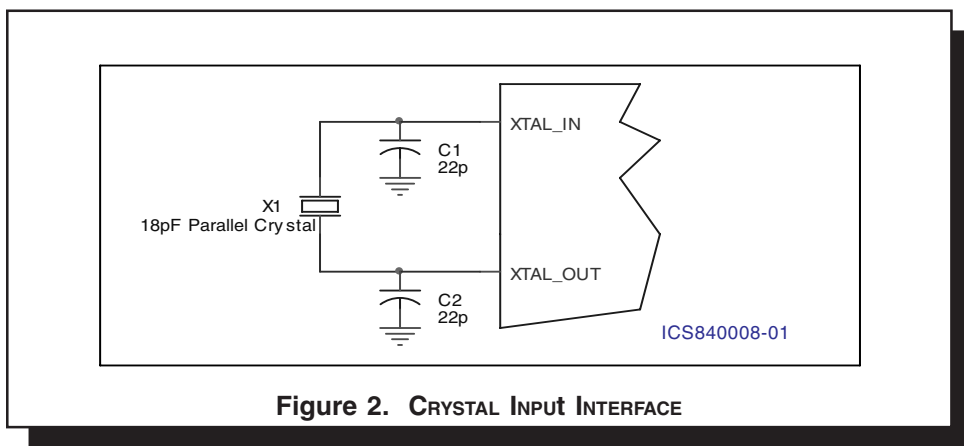 XTAL_IN
C1
22p
X1
18pF Parallel Crystal
XTAL_OUT
C2
22p
ICS840008-01
Figure 2. CRYSTAL INPUt INTERFACE